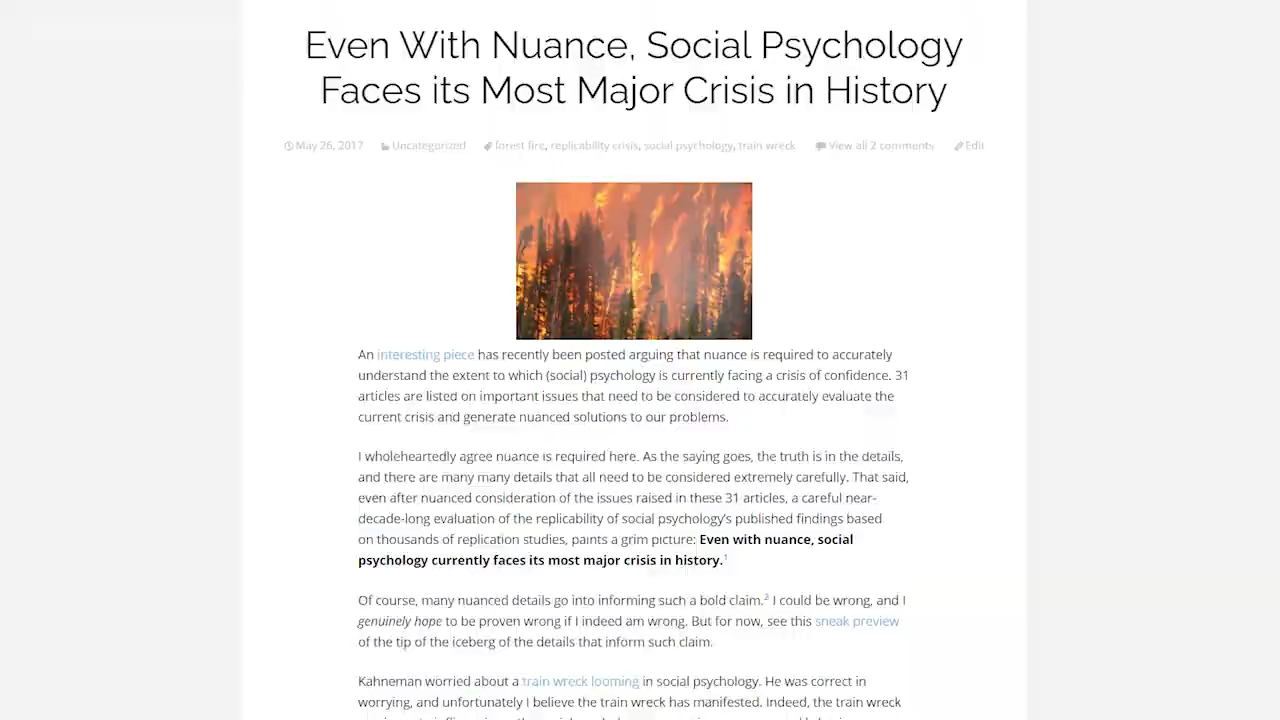 Even With Nuance, Social Psychology
Faces its Most Major Crisis in History
May 26, 2017 Uncategorized forest fire, replicability crisis, social psychology, train wreck View all 2 comments Edit
An interesting piece has recently been posted arguing that nuance is required to accurately
understand the extent to which (social) psychology is currently facing a crisis of confidence. 31
articles are listed on important issues that need to be considered to accurately evaluate the
current crisis and generate nuanced solutions to our problems.
I wholeheartedly agree nuance is required here. As the saying goes, the truth is in the details,
and there are many many details that all need to be considered extremely carefully. That said,
even after nuanced consideration of the issues raised in these 31 articles, a careful near-
decade-long evaluation of the replicability of social psychology's published findings based
on thousands of replication studies, paints a grim picture: Even with nuance, social
psychology currently faces its most major crisis in history.1
Of course, many nuanced details go into informing such a bold claim.2 I could be wrong, and I
genuinely hope to be proven wrong if I indeed am wrong. But for now, see this sneak preview
of the tip of the iceberg of the details that inform such claim.
Kahneman worried about a train wreck looming in social psychology. He was correct in
worrying, and unfortunately I believe the train wreck has manifested. Indeed, the train wreck